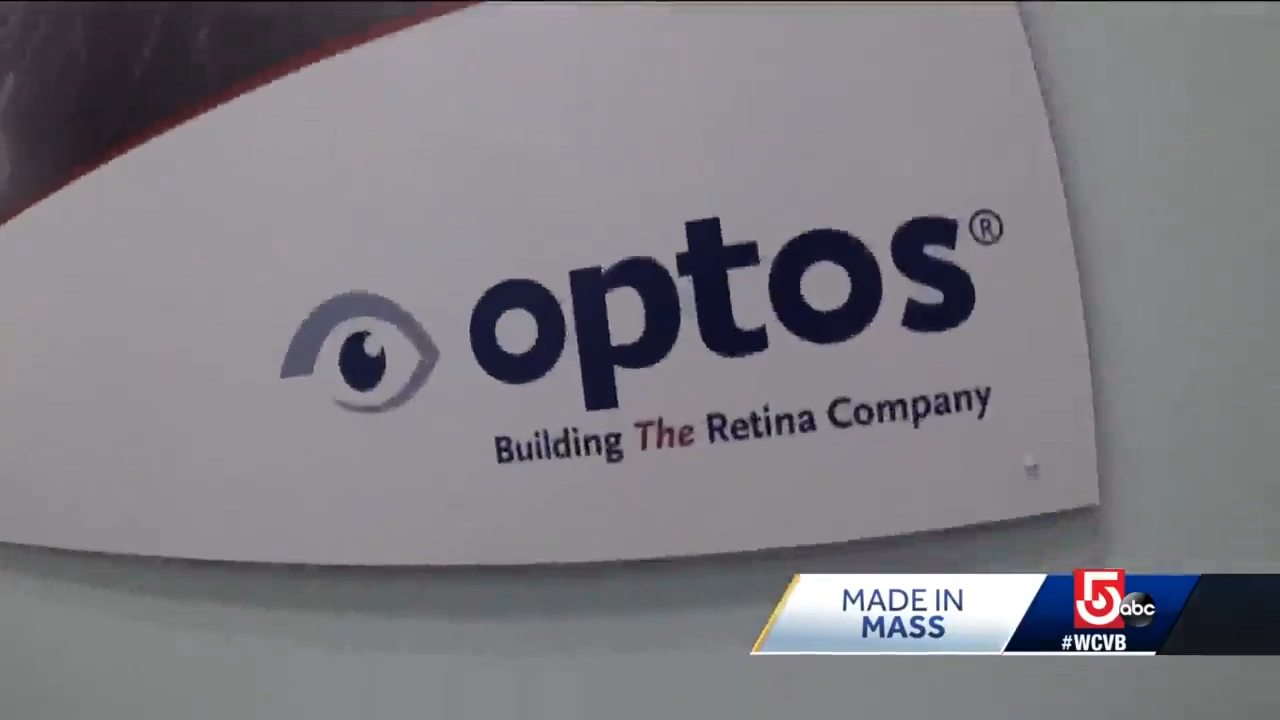 optos®
Building The Retina Company
MADE IN
MASS
5 abc
#WCVB